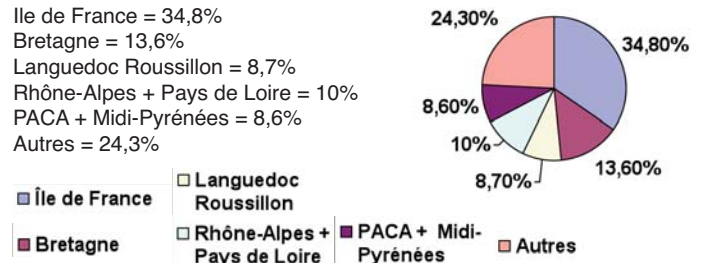 Ile de France = 34,8%
Bretagne = 13,6%
Languedoc Roussillon = 8,7%
Rhône-Alpes + Pays de Loire = 10%
PACA + Midi-Pyrénées = 8,6%
Autres = 24,3%
24,30%
34,80%
8,60%
10%
8,70%
13,60%
Île de France
Languedoc
Roussillon
Bretagne
Rhône-Alpes +
Pays de Loire
PACA + Midi-
Pyrénées
Autres